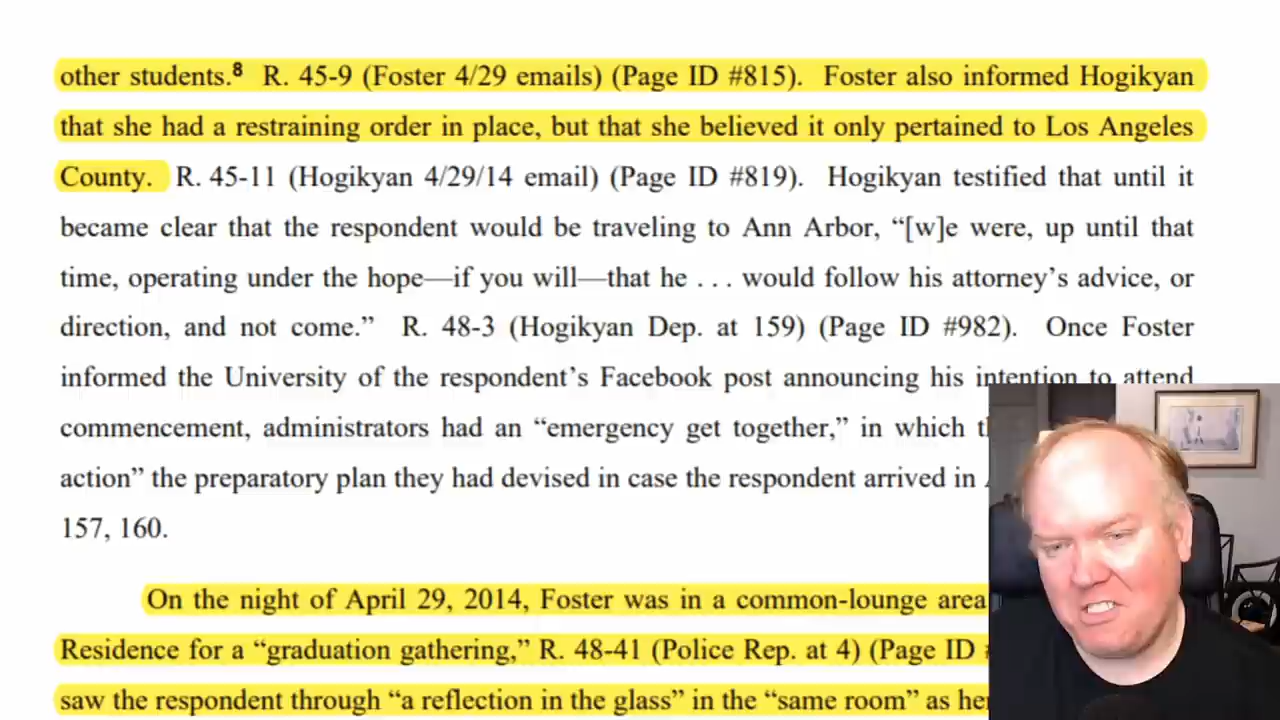 other students.⁸ R. 45-9 (Foster 4/29 emails) (Page ID #815). Foster also informed Hogikyan
that she had a restraining order in place, but that she believed it only pertained to Los Angeles
County. R. 45-11 (Hogikyan 4/29/14 email) (Page ID #819). Hogikyan testified that until it
became clear that the respondent would be traveling to Ann Arbor, “[w]e were, up until that
time, operating under the hope—if you will—that he . . . would follow his attorney’s advice, or
direction, and not come.” R. 48-3 (Hogikyan Dep. at 159) (Page ID #982). Once Foster
informed the University of the respondent’s Facebook post announcing his intention to attend
commencement, administrators had an “emergency get together,” in which
action” the preparatory plan they had devised in case the respondent arrived in
157, 160.
On the night of April 29, 2014, Foster was in a common-lounge area
Residence for a “graduation gathering,” R. 48-41 (Police Rep. at 4) (Page ID
saw the respondent through “a reflection in the glass” in the “same room” as